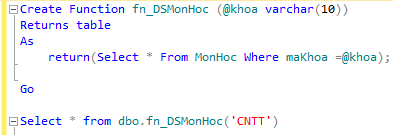 Create Function fn_DSMonHoc (@khoa varchar(10))
Returns table
As
return(Select * From MonHoc Where maKhoa =@khoa);
Go
Select * from dbo.fn_DSMonHoc('CNTT')